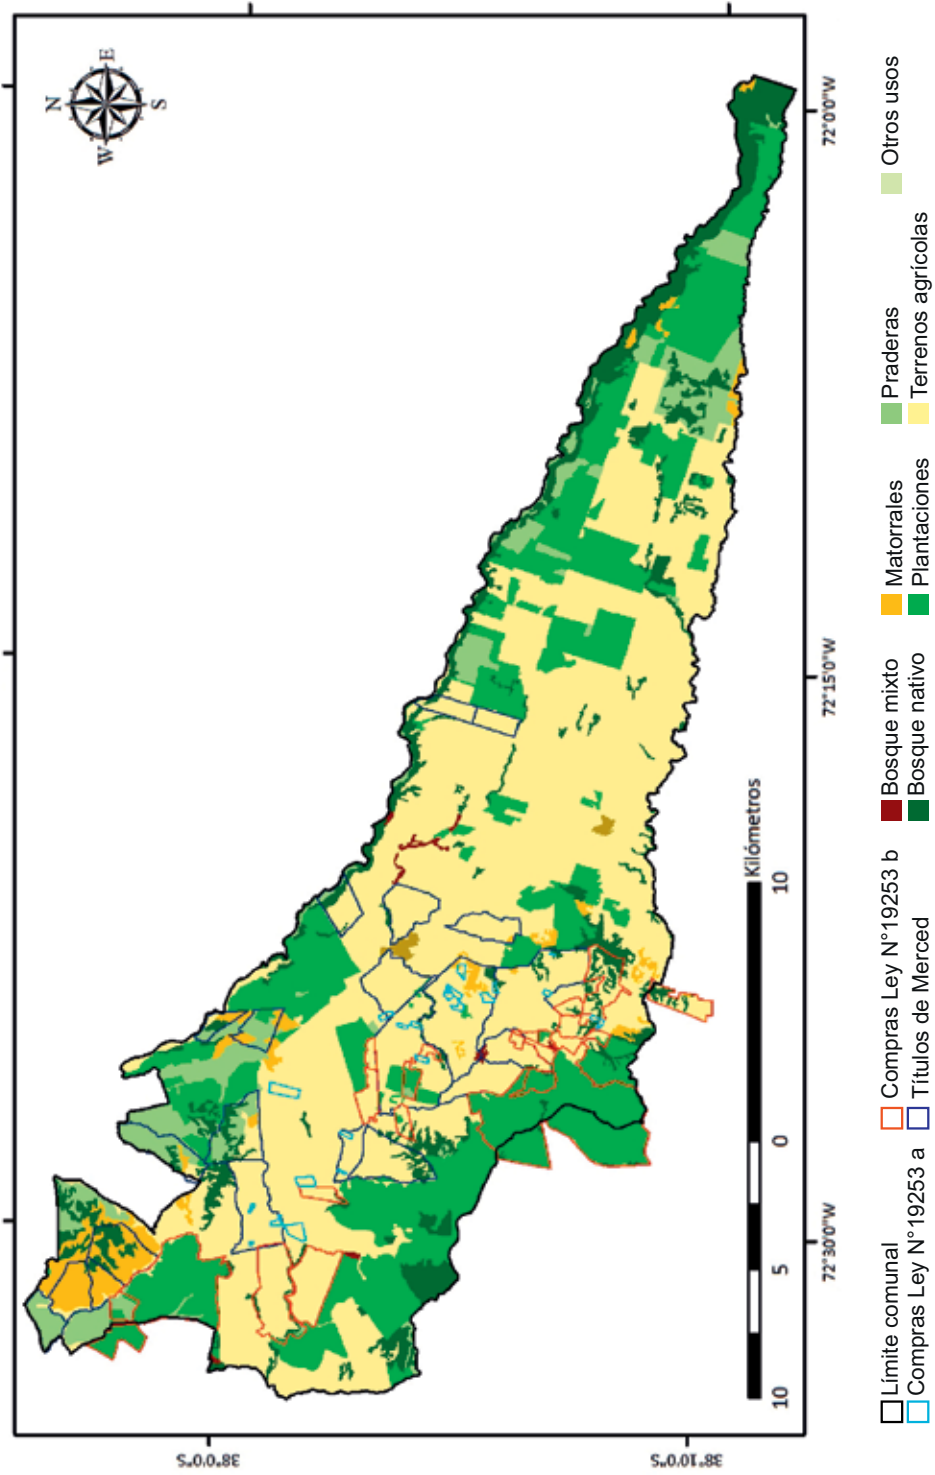 N
W
E
S
38°0'0"S
38°10'0"S
72°30'0"W
72°15'0"W
72°0'0"W
10
5
0
10
Kilómetros
Límite comunal
Compras Ley N°19253 a
Compras Ley N°19253 b
Títulos de Merced
Bosque mixto
Bosque nativo
Matorrales
Plantaciones
Praderas
Terrenos agrícolas
Otros usos